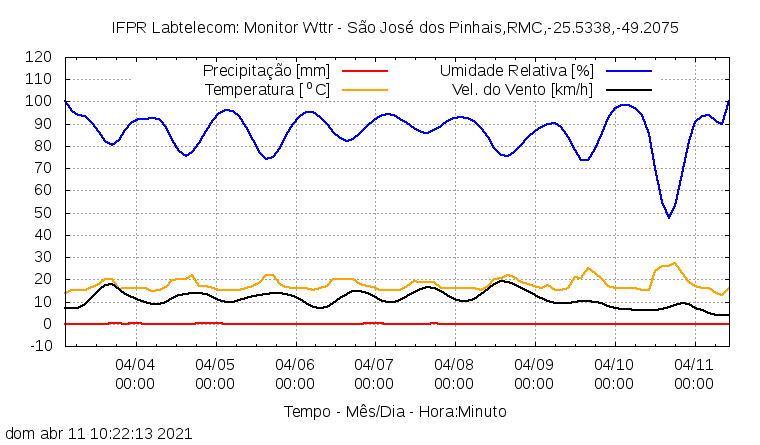 IFPR Labtelecom: Monitor Wttr - São José dos Pinhais,RMC,-25.5338,-49.2075
Precipitação [mm]
Temperatura [ºC]
Umidade Relativa [%]
Vel. do Vento [km/h]
120
110
100
90
80
70
60
50
40
30
20
10
0
-10
04/04 04/05 04/06 04/07 04/08 04/09 04/10 04/11
00:00 00:00 00:00 00:00 00:00 00:00 00:00 00:00
Tempo - Mês/Dia - Hora:Minuto
dom abr 11 10:22:13 2021